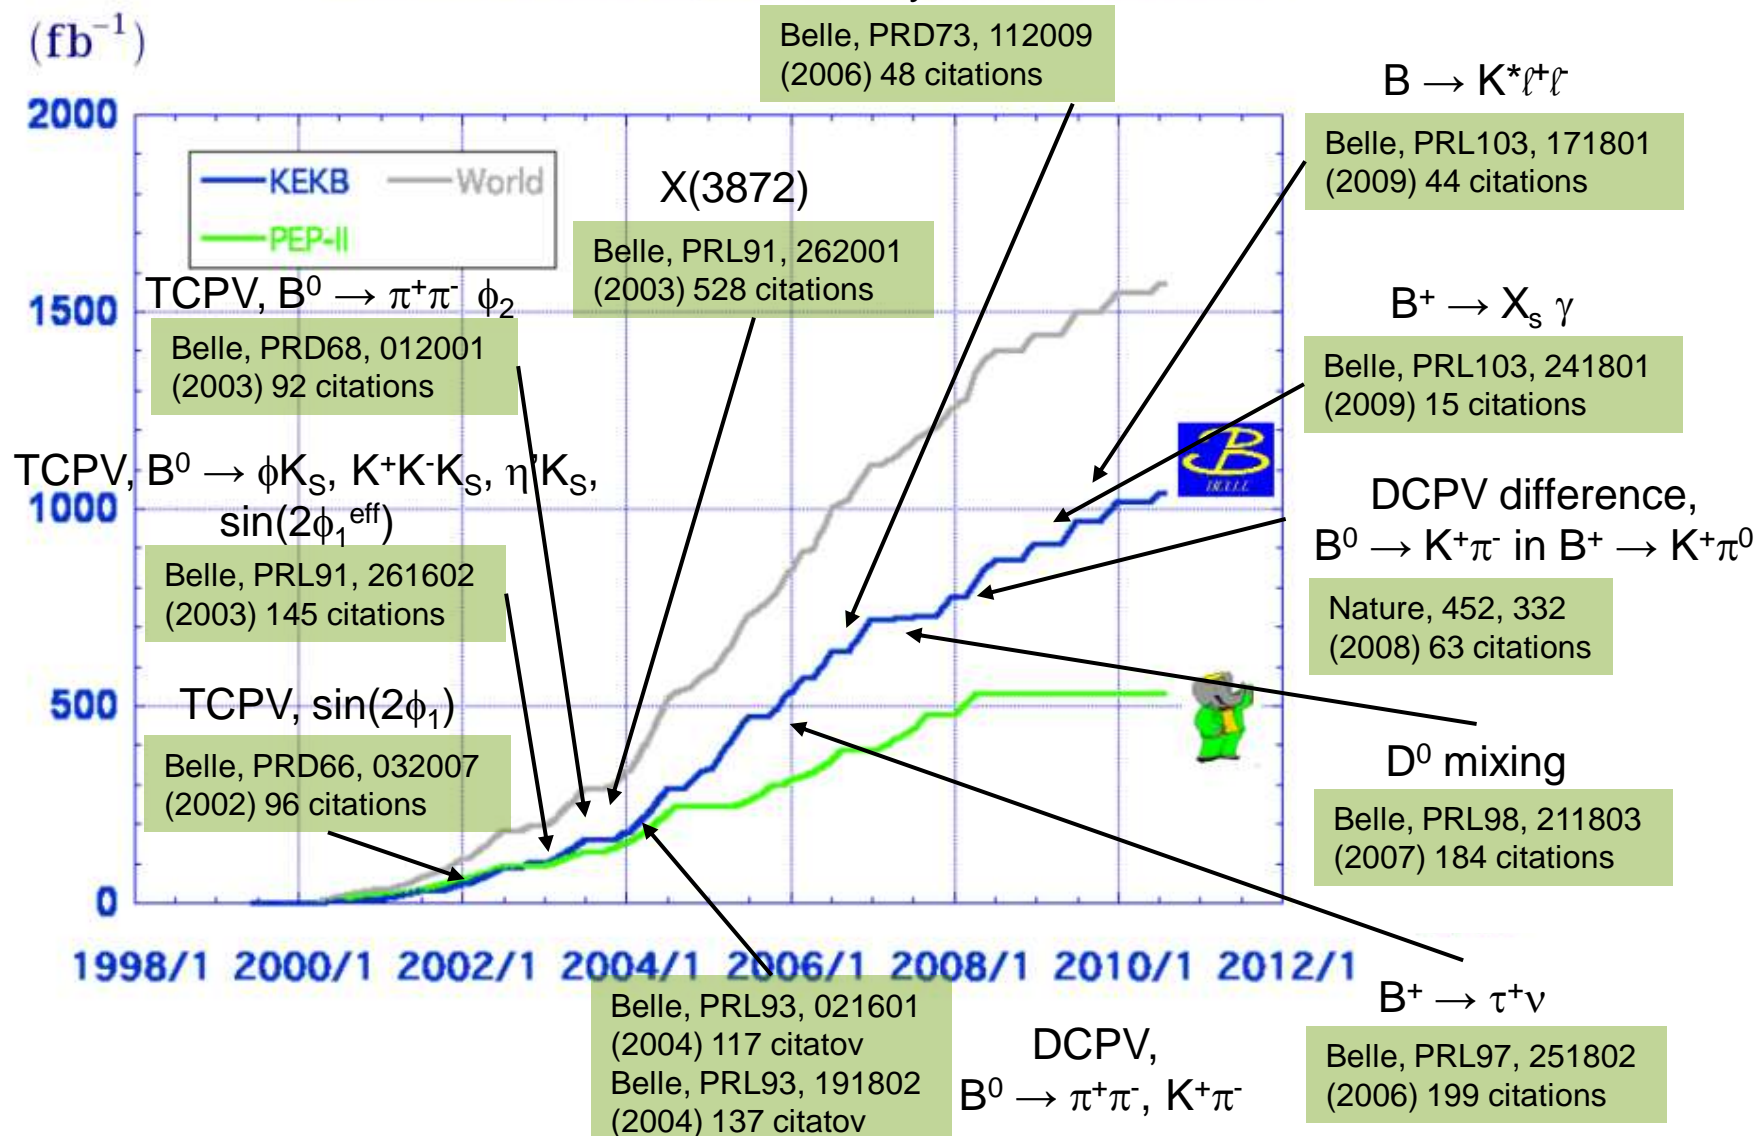 (fb⁻¹)
Belle, PRD73, 112009
(2006) 48 citations
B → K*ℓ⁺ℓ⁻
Belle, PRL103, 171801
(2009) 44 citations
2000
KEKB World
PEP-II
X(3872)
Belle, PRL91, 262001
(2003) 528 citations
TCPV, B⁰ → π⁺π⁻ ϕ₂
1500
Belle, PRD68, 012001
(2003) 92 citations
B⁺ → Xₛ γ
Belle, PRL103, 241801
(2009) 15 citations
TCPV, B⁰ → ϕK_S, K⁺K⁻K_S, η'K_S,
1000
sin(2ϕ₁ᵉᶠᶠ)
Belle, PRL91, 261602
(2003) 145 citations
DCPV difference,
B⁰ → K⁺π⁻ in B⁺ → K⁺π⁰
Nature, 452, 332
(2008) 63 citations
500
TCPV, sin(2ϕ₁)
Belle, PRD66, 032007
(2002) 96 citations
D⁰ mixing
Belle, PRL98, 211803
(2007) 184 citations
0
1998/1 2000/1 2002/1 2004/1 2006/1 2008/1 2010/1 2012/1
Belle, PRL93, 021601
(2004) 117 citatov
Belle, PRL93, 191802
(2004) 137 citatov
DCPV,
B⁰ → π⁺π⁻, K⁺π⁻
B⁺ → τ⁺ν
Belle, PRL97, 251802
(2006) 199 citations